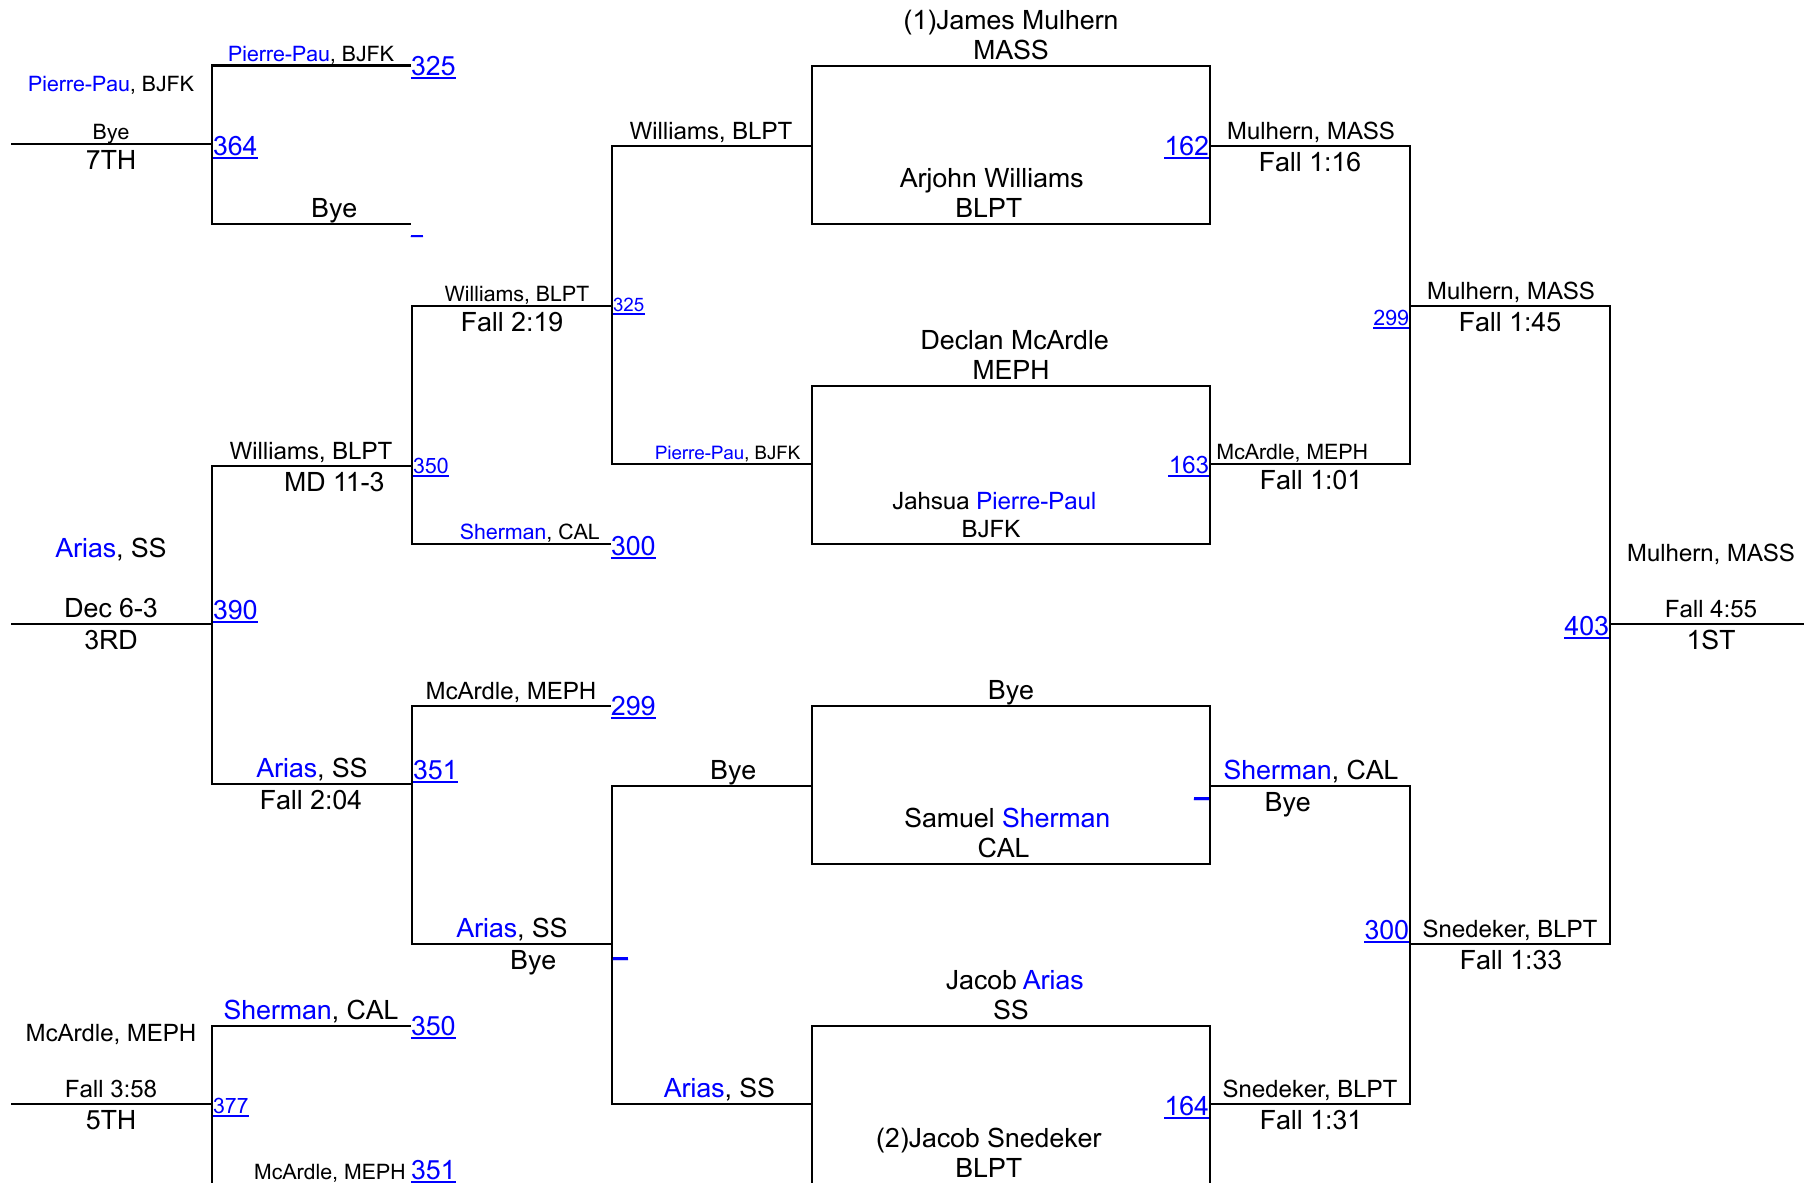 (1)James Mulhern
MASS
Pierre-Pau, BJFK
325
Pierre-Pau, BJFK
Bye
364
7TH
Bye
Williams, BLPT
162
Mulhern, MASS
Fall 1:16
Arjohn Williams
BLPT
Williams, BLPT
Fall 2:19
325
299
Mulhern, MASS
Fall 1:45
Declan McArdle
MEPH
Williams, BLPT
MD 11-3
350
Pierre-Pau, BJFK
163
McArdle, MEPH
Fall 1:01
Jahsua Pierre-Paul
BJFK
Sherman, CAL
300
Arias, SS
Dec 6-3
390
3RD
Mulhern, MASS
Fall 4:55
403
1ST
McArdle, MEPH
299
Bye
Arias, SS
351
Fall 2:04
Bye
Sherman, CAL
Bye
Samuel Sherman
CAL
Arias, SS
Bye
300
Snedeker, BLPT
Fall 1:33
Jacob Arias
SS
Sherman, CAL
350
McArdle, MEPH
Fall 3:58
377
5TH
Arias, SS
164
Snedeker, BLPT
Fall 1:31
(2)Jacob Snedeker
BLPT
McArdle, MEPH
351